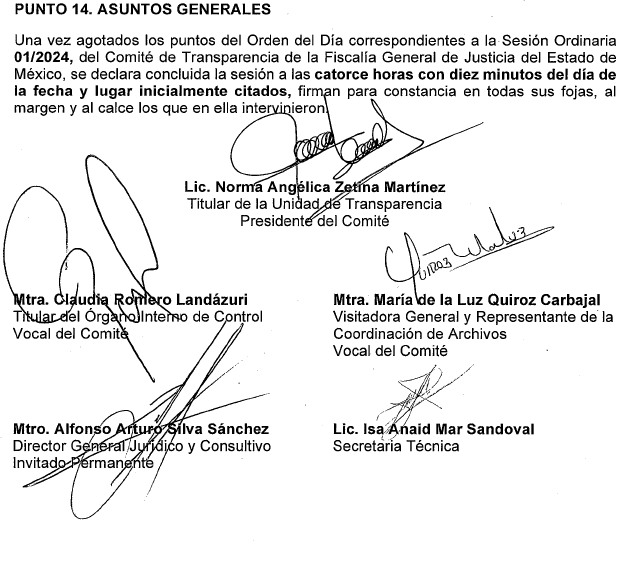 PUNTO 14. ASUNTOS GENERALES
Una vez agotados los puntos del Orden del Día correspondientes a la Sesión Ordinaria
01/2024, del Comité de Transparencia de la Fiscalía General de Justicia del Estado de
México, se declara concluida la sesión a las catorce horas con diez minutos del día de
la fecha y lugar inicialmente citados, firman para constancia en todas sus fojas, al
margen y al calce los que en ella intervinieron.
Lic. Norma Angélica Zetina Martínez
Titular de la Unidad de Transparencia
Presidente del Comité
Mtra. Claudia Romero Landázuri
Titular del Órgano Interno de Control
Vocal del Comité
Mtra. María de la Luz Quiroz Carbajal
Visitadora General y Representante de la
Coordinación de Archivos
Vocal del Comité
Mtro. Alfonso Arturo Silva Sánchez
Director General Jurídico y Consultivo
Invitado Permanente
Lic. Isa Anaid Mar Sandoval
Secretaria Técnica